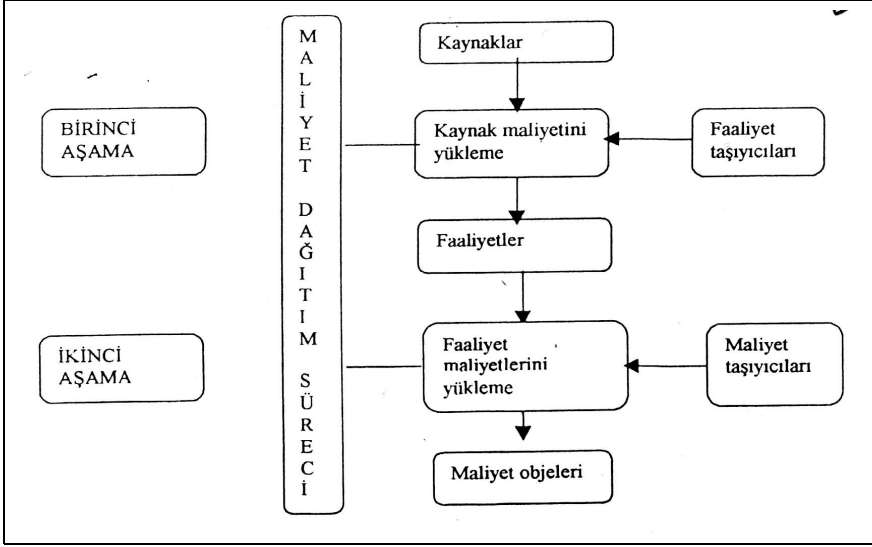 MALİYET DAĞITIM SÜRECİ
Kaynaklar
BİRİNCİ
AŞAMA
Kaynak maliyetini
yükleme
Faaliyet
taşıyıcıları
Faaliyetler
İKİNCİ
AŞAMA
Faaliyet
maliyetlerini
yükleme
Maliyet
taşıyıcıları
Maliyet objeleri